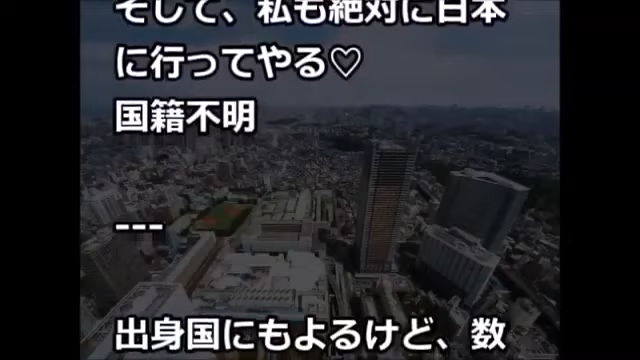 そして、私も絶対に日本
に行ってやる♡
国籍不明
---
出身国にもよるけど、数